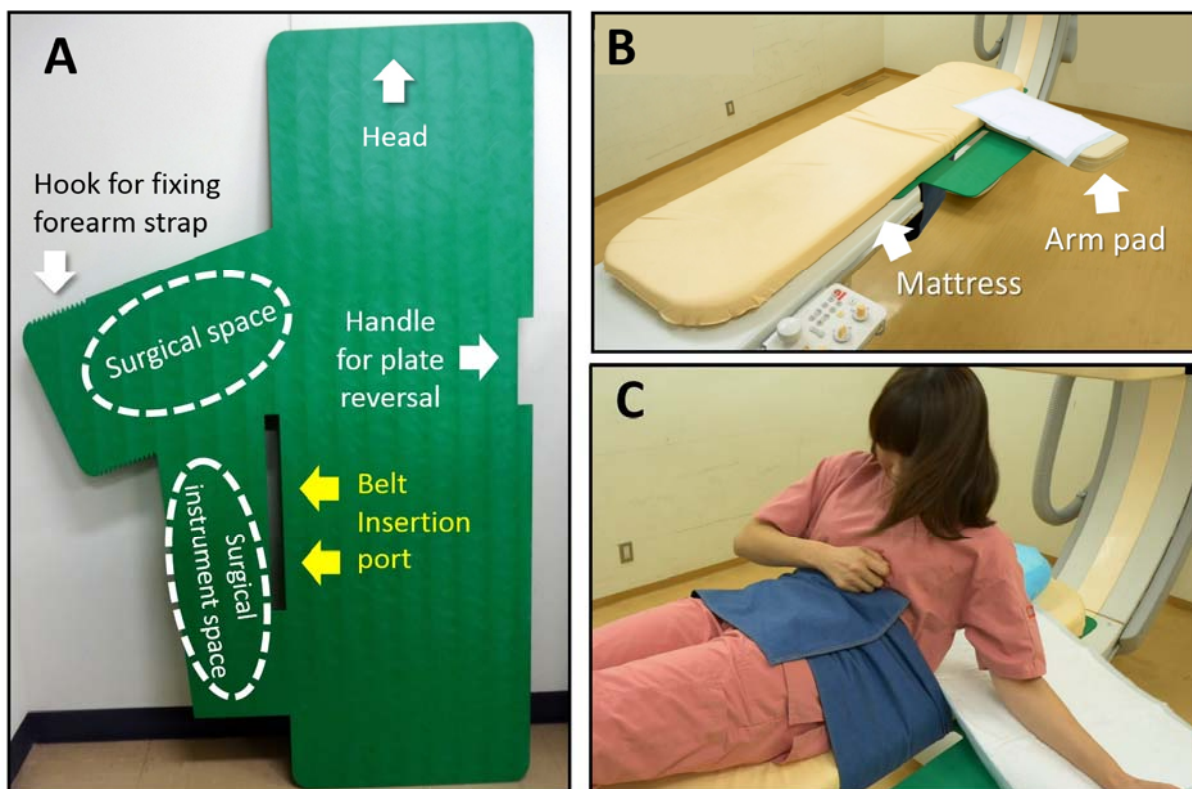 A
Head
Hook for fixing
forearm strap
Surgical space
Handle
for plate
reversal
Belt
Insertion
port
Surgical
instrument space
B
Arm pad
Mattress
C